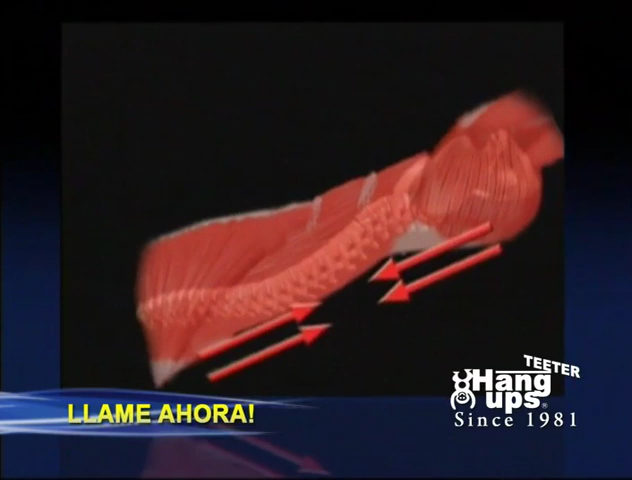 LLAME AHORA!
TEETER
Hang
ups®
Since 1981